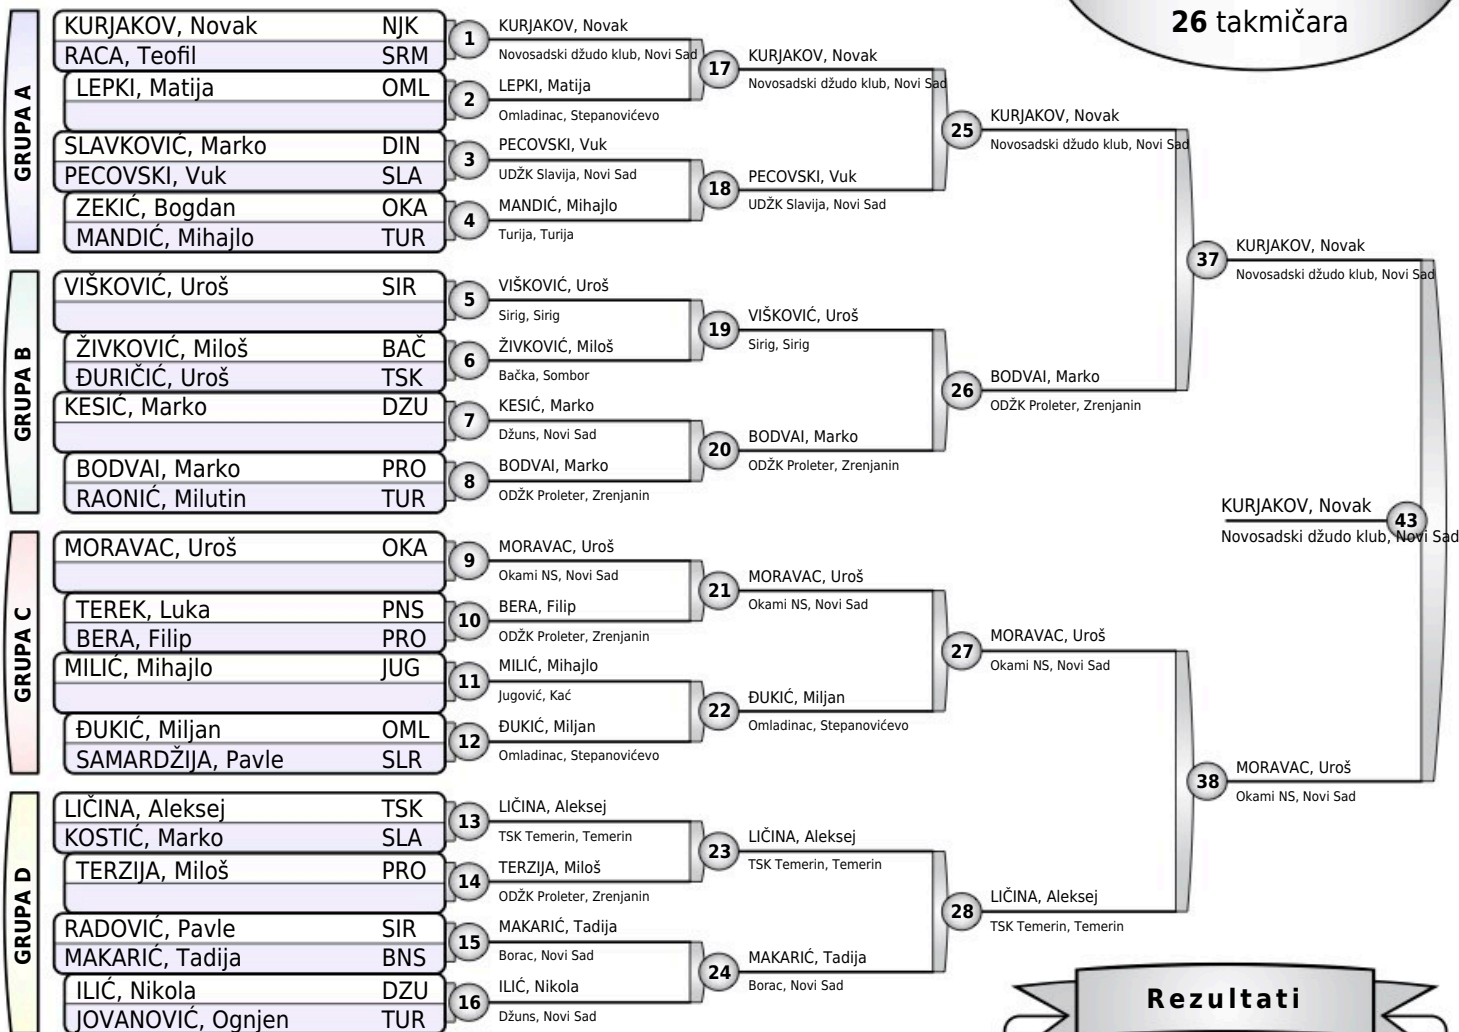 26 takmičara
GRUPA A
KURJAKOV, Novak NJK
RACA, Teofil SRM
LEPKI, Matija OML
SLAVKOVIĆ, Marko DIN
PECOVSKI, Vuk SLA
ZEKIĆ, Bogdan OKA
MANDIĆ, Mihajlo TUR
GRUPA B
VIŠKOVIĆ, Uroš SIR
ŽIVKOVIĆ, Miloš BAČ
ĐURIČIĆ, Uroš TSK
KESIĆ, Marko DZU
BODVAI, Marko PRO
RAONIĆ, Milutin TUR
GRUPA C
MORAVAC, Uroš OKA
TEREK, Luka PNS
BERA, Filip PRO
MILIĆ, Mihajlo JUG
ĐUKIĆ, Miljan OML
SAMARDŽIJA, Pavle SLR
GRUPA D
LIČINA, Aleksej TSK
KOSTIĆ, Marko SLA
TERZIJA, Miloš PRO
RADOVIĆ, Pavle SIR
MAKARIĆ, Tadija BNS
ILIĆ, Nikola DZU
JOVANOVIĆ, Ognjen TUR
1 KURJAKOV, Novak
Novosadski džudo klub, Novi Sad
2 LEPKI, Matija
Omladinac, Stepanovićevo
3 PECOVSKI, Vuk
UDŽK Slavija, Novi Sad
4 MANDIĆ, Mihajlo
Turija, Turija
5 VIŠKOVIĆ, Uroš
Sirig, Sirig
6 ŽIVKOVIĆ, Miloš
Bačka, Sombor
7 KESIĆ, Marko
Džuns, Novi Sad
8 BODVAI, Marko
ODŽK Proleter, Zrenjanin
9 MORAVAC, Uroš
Okami NS, Novi Sad
10 BERA, Filip
ODŽK Proleter, Zrenjanin
11 MILIĆ, Mihajlo
Jugović, Kać
12 ĐUKIĆ, Miljan
Omladinac, Stepanovićevo
13 LIČINA, Aleksej
TSK Temerin, Temerin
14 TERZIJA, Miloš
ODŽK Proleter, Zrenjanin
15 MAKARIĆ, Tadija
Borac, Novi Sad
16 ILIĆ, Nikola
Džuns, Novi Sad
17 KURJAKOV, Novak
Novosadski džudo klub, Novi Sad
18 PECOVSKI, Vuk
UDŽK Slavija, Novi Sad
19 VIŠKOVIĆ, Uroš
Sirig, Sirig
20 BODVAI, Marko
ODŽK Proleter, Zrenjanin
21 MORAVAC, Uroš
Okami NS, Novi Sad
22 ĐUKIĆ, Miljan
Omladinac, Stepanovićevo
23 LIČINA, Aleksej
TSK Temerin, Temerin
24 MAKARIĆ, Tadija
Borac, Novi Sad
25 KURJAKOV, Novak
Novosadski džudo klub, Novi Sad
26 BODVAI, Marko
ODŽK Proleter, Zrenjanin
27 MORAVAC, Uroš
Okami NS, Novi Sad
28 LIČINA, Aleksej
TSK Temerin, Temerin
37 KURJAKOV, Novak
Novosadski džudo klub, Novi Sad
38 MORAVAC, Uroš
Okami NS, Novi Sad
KURJAKOV, Novak 43
Novosadski džudo klub, Novi Sad
Rezultati